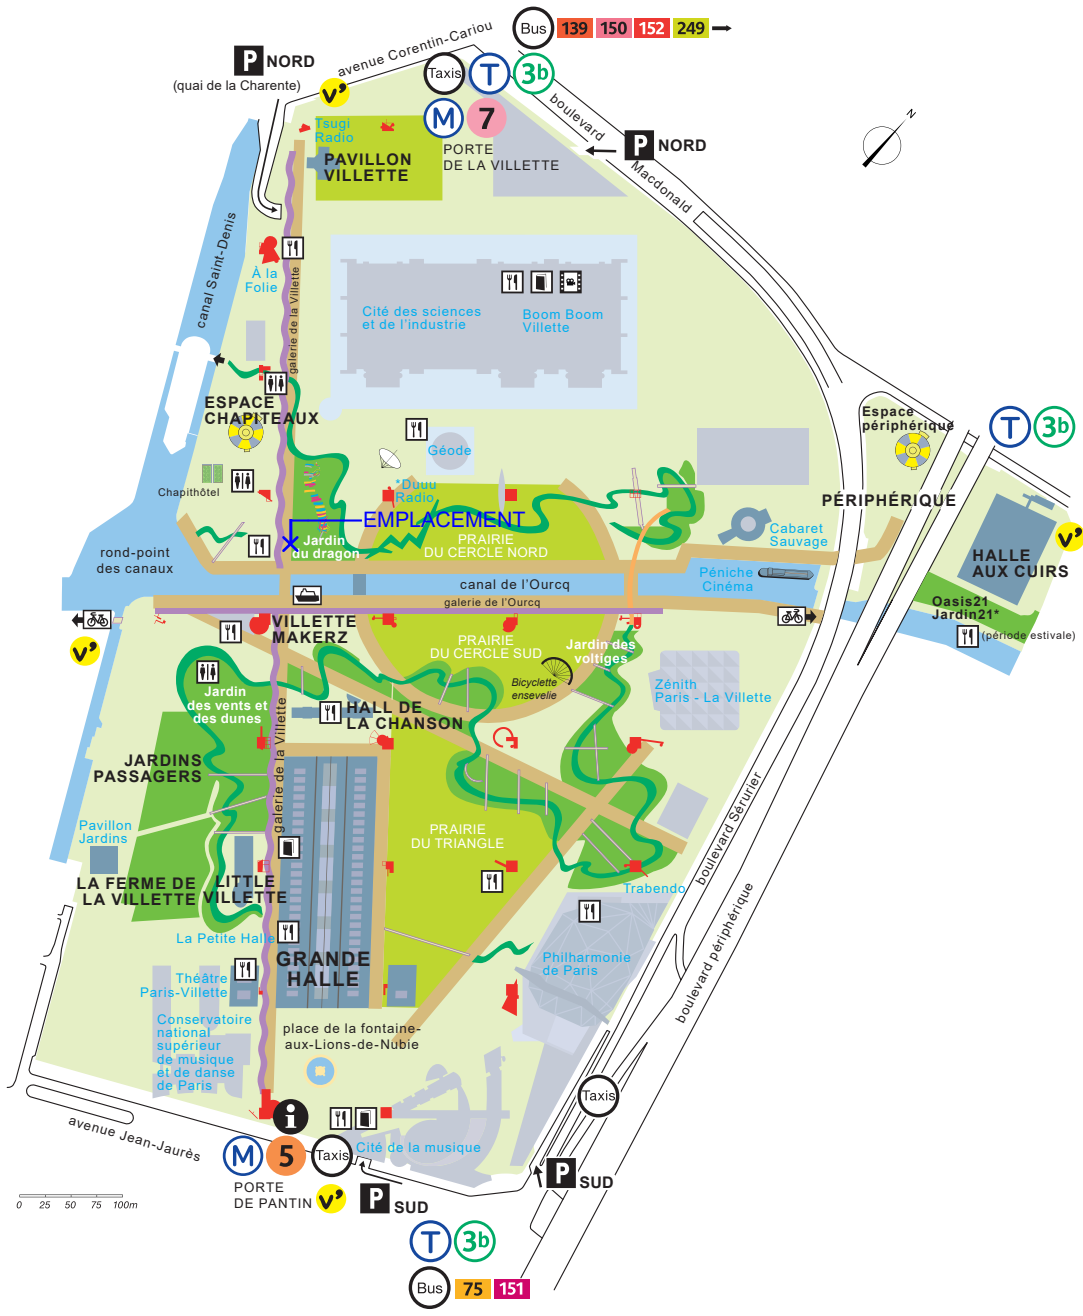 Bus 139 150 152 249
avenue Corentin-Cariou
P NORD
(quai de la Charente)
v'
Taxis T 3b
M 7
PORTE
DE LA VILLETTE
boulevard
Macdonald
P NORD
N
Tsugi
Radio
PAVILLON
VILLETTE
canal Saint-Denis
À la
Folie
galerie de la Villette
Cité des sciences
et de l'industrie
Boom Boom
Villette
ESPACE
CHAPITEAUX
Espace
périphérique
T 3b
Géode
Chapithôtel
*Duuu
Radio
PÉRIPHÉRIQUE
EMPLACEMENT
Jardin
du dragon
PRAIRIE
DU CERCLE NORD
Cabaret
Sauvage
v'
HALLE
AUX CUIRS
rond-point
des canaux
Péniche
Cinéma
canal de l'Ourcq
galerie de l'Ourcq
Oasis21
Jardin21*
(période estivale)
VILLETTE
MAKERZ
v'
PRAIRIE
DU CERCLE SUD
Jardin des
voltiges
Bicyclette
ensevelie
Zénith
Paris - La Villette
Jardin
des vents et
des dunes
HALL DE
LA CHANSON
galerie de la Villette
JARDINS
PASSAGERS
Pavillon
Jardins
PRAIRIE
DU TRIANGLE
boulevard Sérurier
LA FERME DE
LA VILLETTE
LITTLE
VILLETTE
Trabendo
La Petite Halle
GRANDE
HALLE
Philharmonie
de Paris
boulevard périphérique
Théâtre
Paris-Villette
Conservatoire
national
supérieur
de musique
et de danse
de Paris
place de la fontaine-
aux-Lions-de-Nubie
Taxis
avenue Jean-Jaurès
i
M 5 Taxis
Cité de la musique
PORTE
DE PANTIN
v'
P SUD
P SUD
0 25 50 75 100m
T 3b
Bus 75 151